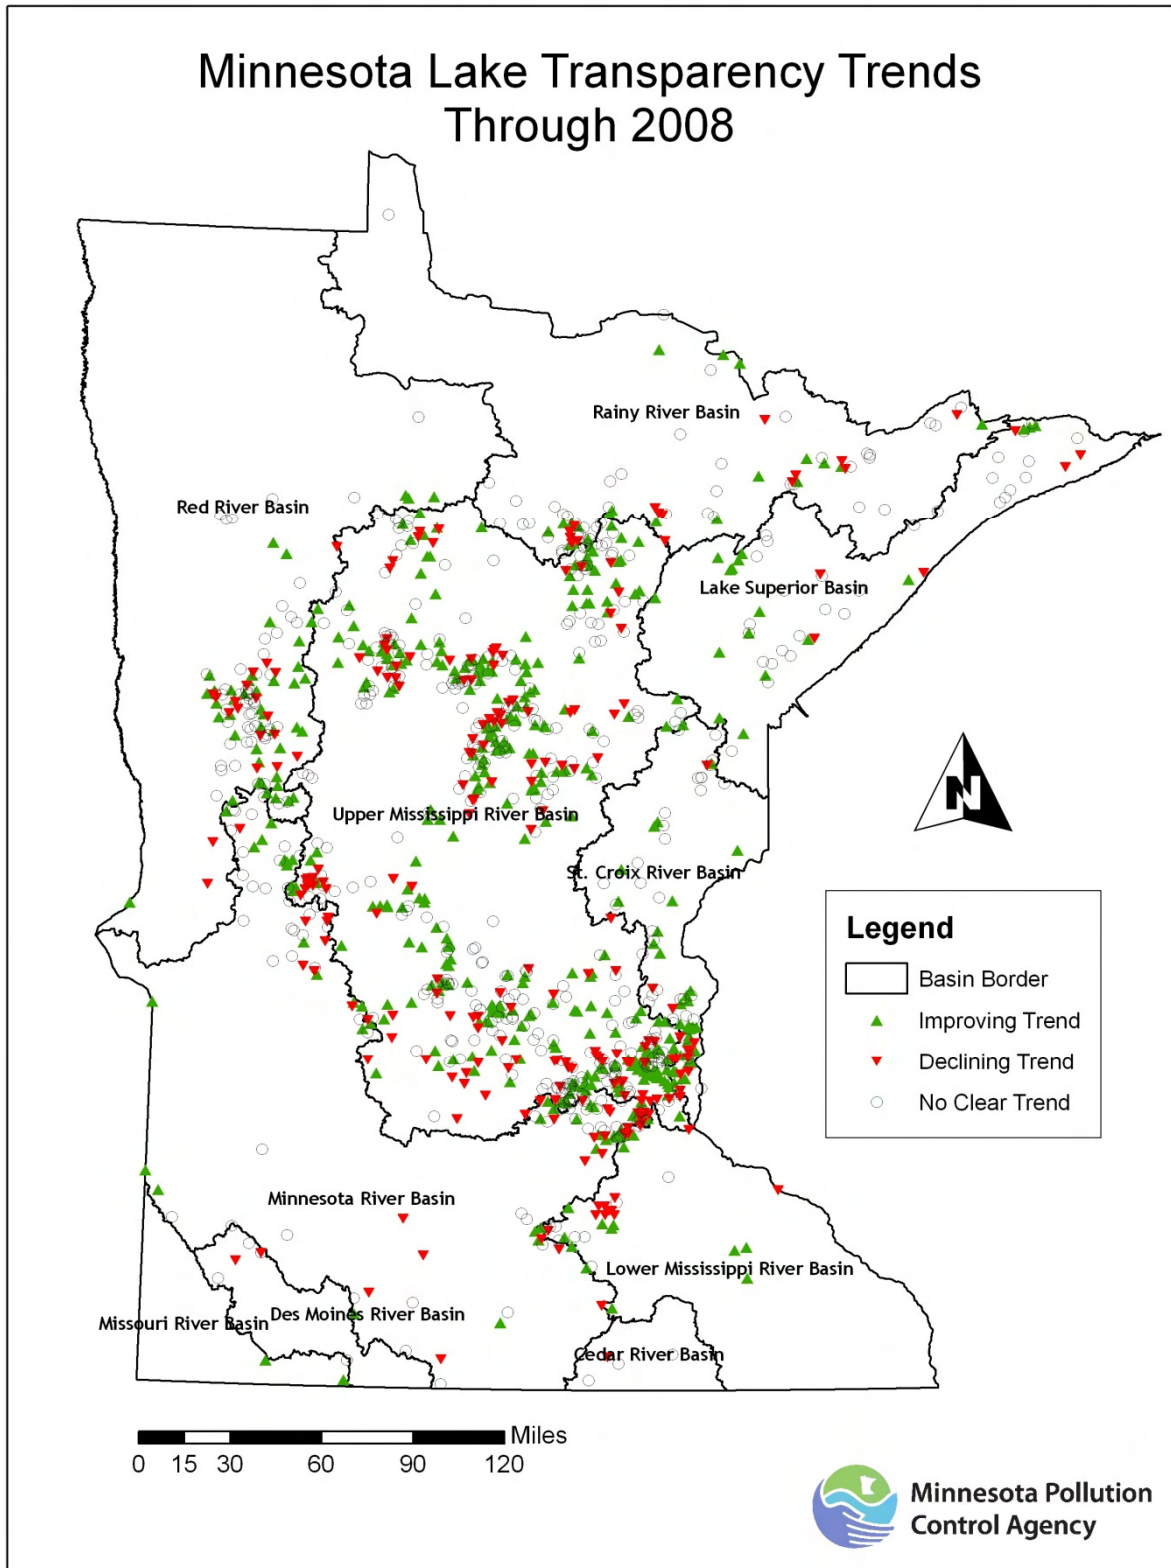 Minnesota Lake Transparency Trends
Through 2008
Rainy River Basin
Red River Basin
Lake Superior Basin
Upper Mississippi River Basin
St. Croix River Basin
N
Legend
Basin Border
Improving Trend
Declining Trend
No Clear Trend
Minnesota River Basin
Lower Mississippi River Basin
Des Moines River Basin
Missouri River Basin
Cedar River Basin
Miles
0 15 30 60 90 120
Minnesota Pollution
Control Agency